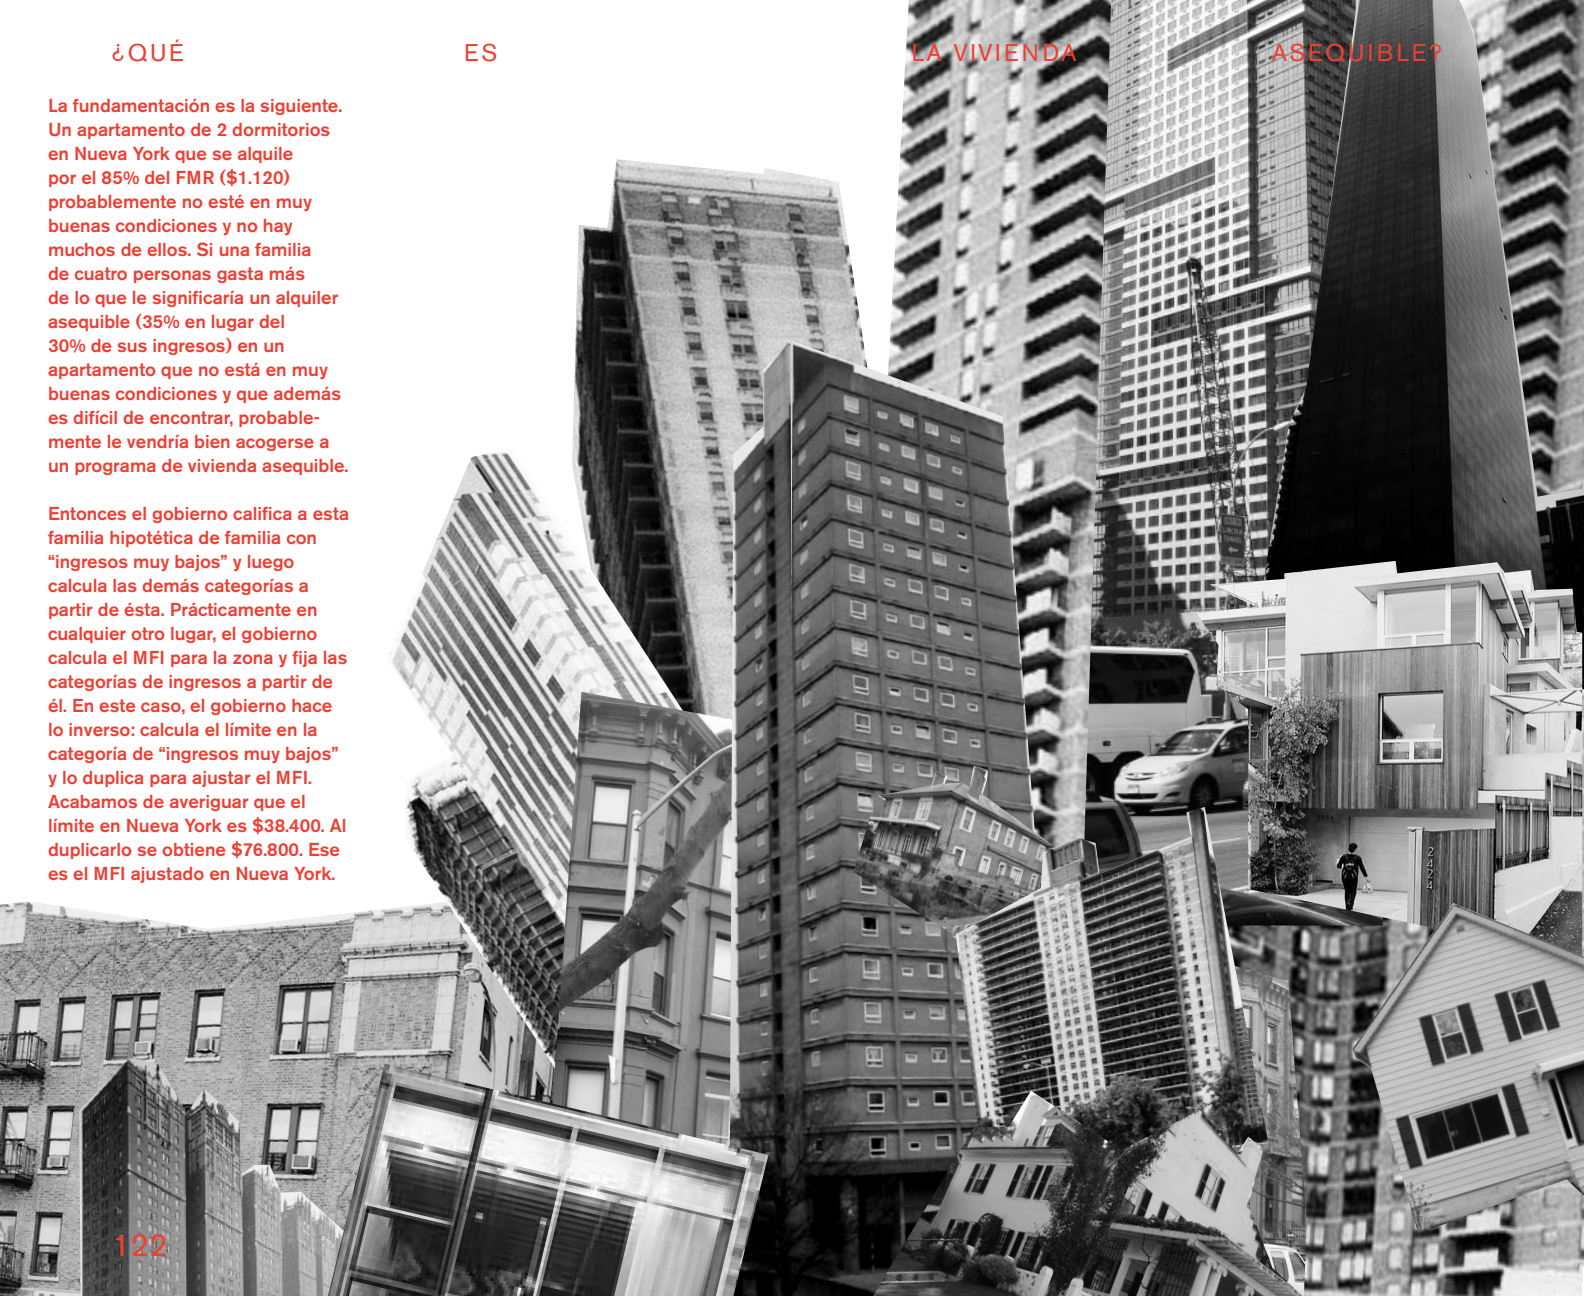 ¿QUÉ ES LA VIVIENDA ASEQUIBLE?
La fundamentación es la siguiente.
Un apartamento de 2 dormitorios
en Nueva York que se alquile
por el 85% del FMR ($1.120)
probablemente no esté en muy
buenas condiciones y no hay
muchos de ellos. Si una familia
de cuatro personas gasta más
de lo que le significaría un alquiler
asequible (35% en lugar del
30% de sus ingresos) en un
apartamento que no está en muy
buenas condiciones y que además
es difícil de encontrar, probable-
mente le vendría bien acogerse a
un programa de vivienda asequible.
Entonces el gobierno califica a esta
familia hipotética de familia con
“ingresos muy bajos” y luego
calcula las demás categorías a
partir de ésta. Prácticamente en
cualquier otro lugar, el gobierno
calcula el MFI para la zona y fija las
categorías de ingresos a partir de
él. En este caso, el gobierno hace
lo inverso: calcula el límite en la
categoría de “ingresos muy bajos”
y lo duplica para ajustar el MFI.
Acabamos de averiguar que el
límite en Nueva York es $38.400. Al
duplicarlo se obtiene $76.800. Ese
es el MFI ajustado en Nueva York.
2424
122